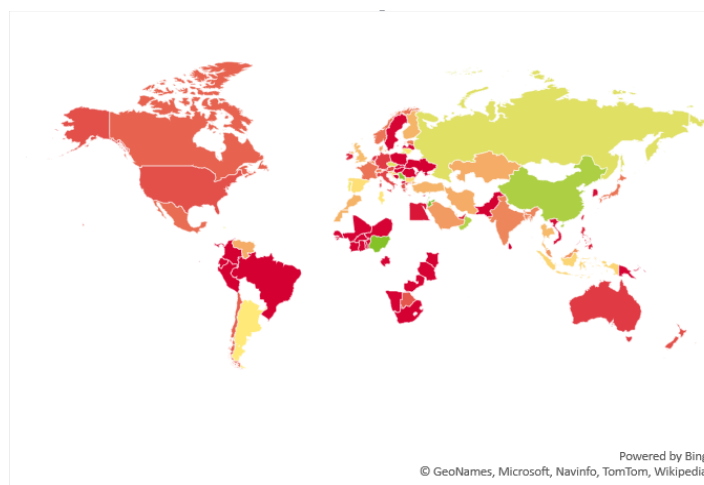 Powered by Bing
© GeoNames, Microsoft, Navinfo, TomTom, Wikipedia